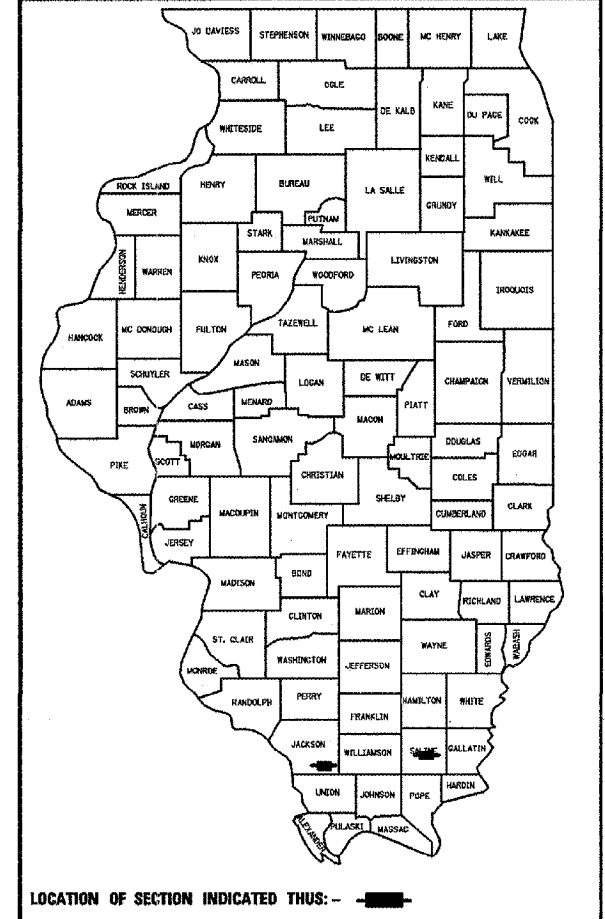 JO DAVIESS STEPHENSON WINNEBAGO BOONE MC HENRY LAKE
CARROLL OGLE DE KALB KANE DU PAGE COOK
WHITESIDE LEE KENDALL WILL
ROCK ISLAND HENRY BUREAU LA SALLE GRUNDY
MERCER PUTNAM KANKAKEE
STARK MARSHALL
HENDERSON WARREN KNOX PEORIA WOODFORD LIVINGSTON IROQUOIS
HANCOCK MC DONOUGH FULTON TAZEWELL MC LEAN FORD
MASON
SCHUYLER LOGAN DE WITT CHAMPAIGN VERMILION
ADAMS BROWN CASS MENARD MACON PIATT
PIKE SCOTT MORGAN SANGAMON CHRISTIAN MOULTRIE DOUGLAS EDGAR
COLES
CALHOUN GREENE MACOUPIN MONTGOMERY SHELBY CUMBERLAND CLARK
JERSEY FAYETTE EFFINGHAM JASPER CRAWFORD
MADISON BOND
CLINTON MARION CLAY RICHLAND LAWRENCE
ST. CLAIR WAYNE EDWARDS WABASH
MONROE WASHINGTON JEFFERSON
RANDOLPH PERRY HAMILTON WHITE
FRANKLIN
JACKSON WILLIAMSON SALINE GALLATIN
UNION JOHNSON POPE HARDIN
ALEXANDER PULASKI MASSAC
LOCATION OF SECTION INDICATED THUS: -